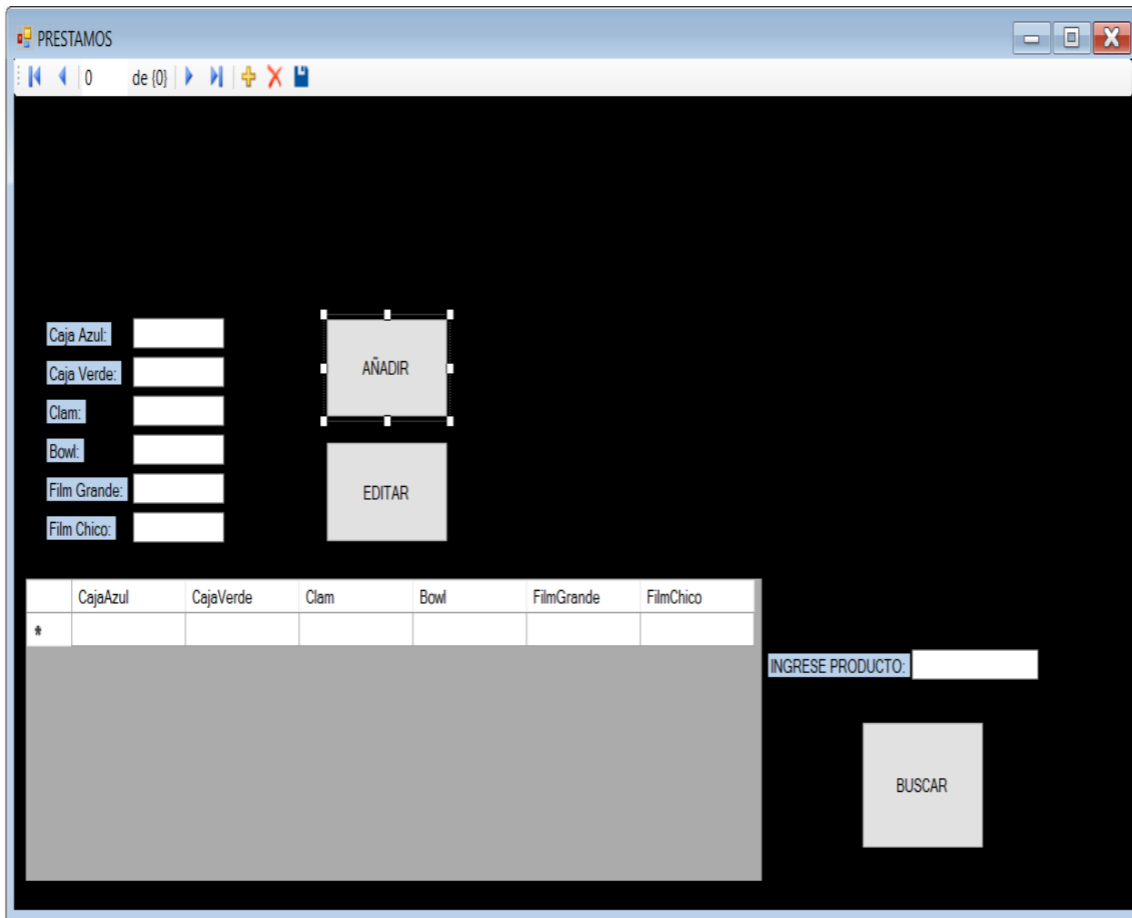 PRESTAMOS
0 de {0}
Caja Azul:
Caja Verde:
Clam:
Bowl:
Film Grande:
Film Chico:
AÑADIR
EDITAR
CajaAzul CajaVerde Clam Bowl FilmGrande FilmChico
*
INGRESE PRODUCTO:
BUSCAR